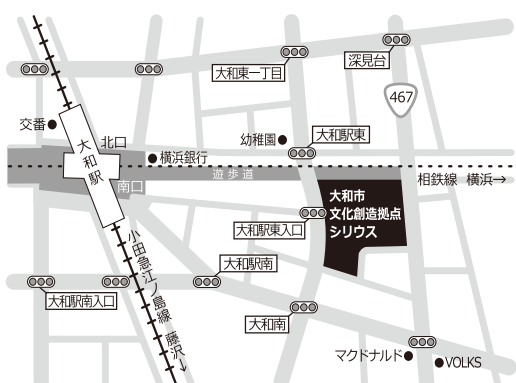 深見台
大和東一丁目
467
交番
北口
大和駅
横浜銀行
幼稚園
大和駅東
遊歩道
南口
相鉄線 横浜→
大和市
文化創造拠点
シリウス
大和駅東入口
小田急江ノ島線 藤沢→
大和駅南
大和駅南入口
大和南
マクドナルド
VOLKS